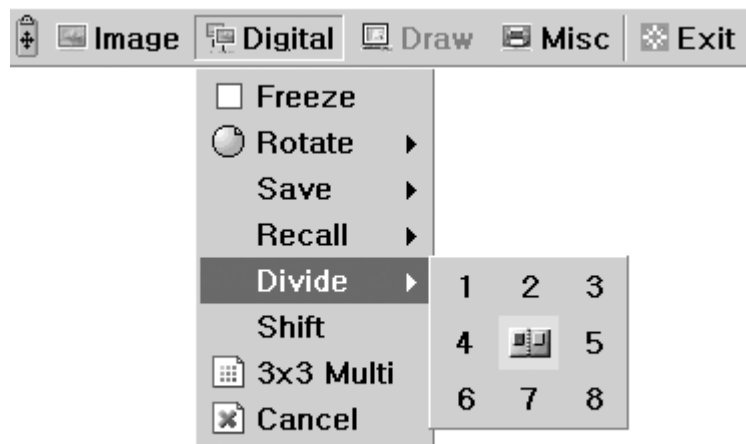 Image Digital Draw Misc Exit
Freeze
Rotate
Save
Recall
Divide
1 2 3
Shift
4 5
3x3 Multi
6 7 8
Cancel